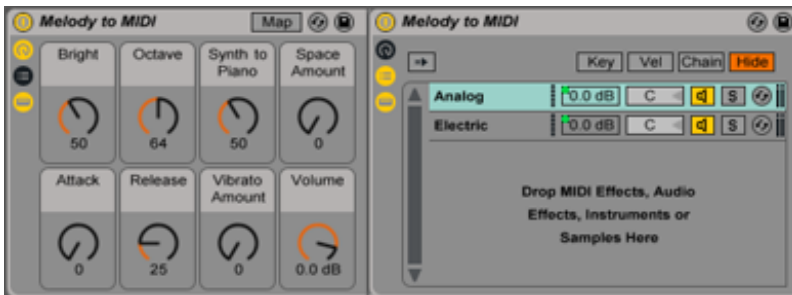 Melody to MIDI
Map
Bright
Octave
Synth to
Piano
Space
Amount
50
64
50
0
Attack
Release
Vibrato
Amount
Volume
0
25
0
0.0 dB
Melody to MIDI
Key Vel Chain Hide
Analog 0.0 dB C S
Electric 0.0 dB C S
Drop MIDI Effects, Audio
Effects, Instruments or
Samples Here